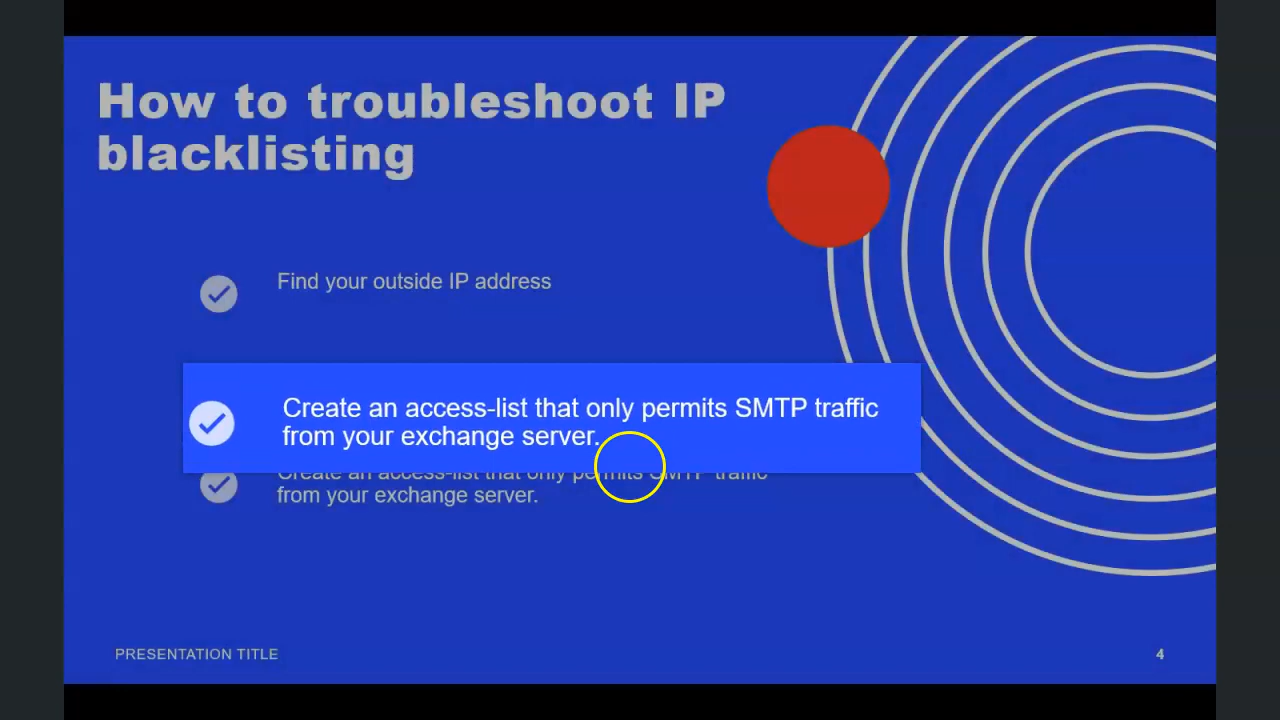 How to troubleshoot IP
blacklisting
Find your outside IP address
Create an access-list that only permits SMTP traffic
from your exchange server.
Create an access-list that only permits SMTP traffic
from your exchange server.
PRESENTATION TITLE
4